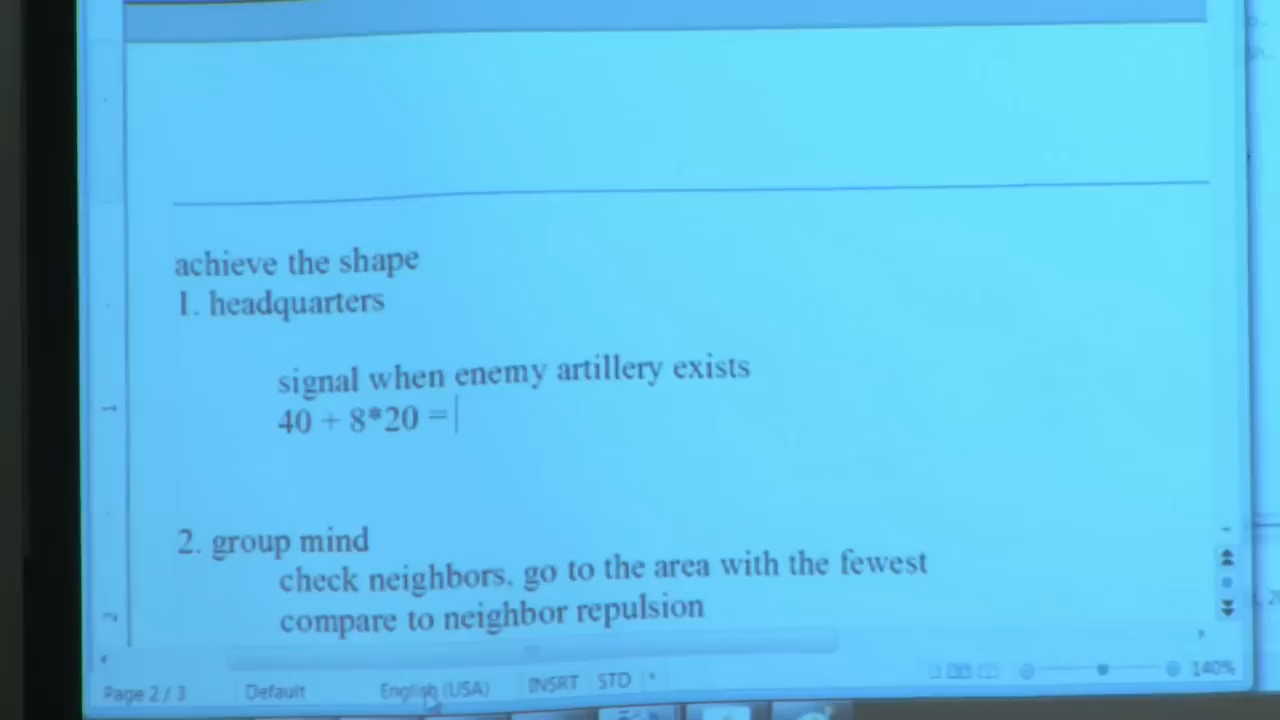 achieve the shape
1. headquarters
signal when enemy artillery exists
40 + 8*20 =
2. group mind
check neighbors, go to the area with the fewest
compare to neighbor repulsion
Page 2 / 3 Default English (USA) INSRT STD * 140%
1
2